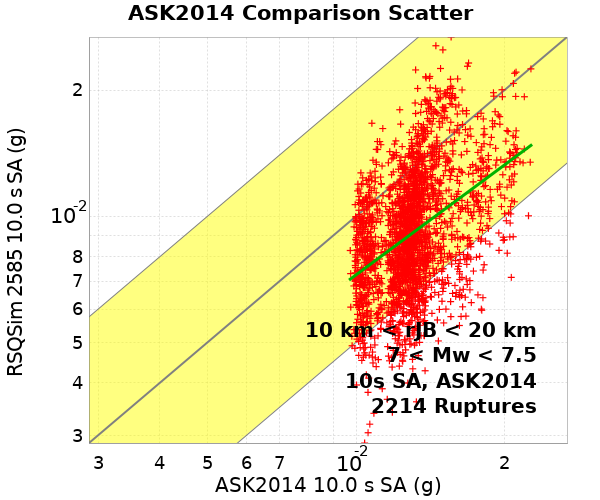 ASK2014 Comparison Scatter
RSQSim 2585 10.0 s SA (g)
2
10-2
8
7
6
5
4
3
10 km < rJB < 20 km
7 < Mw < 7.5
10s SA, ASK2014
2214 Ruptures
3 4 5 6 7 10-2 2
ASK2014 10.0 s SA (g)